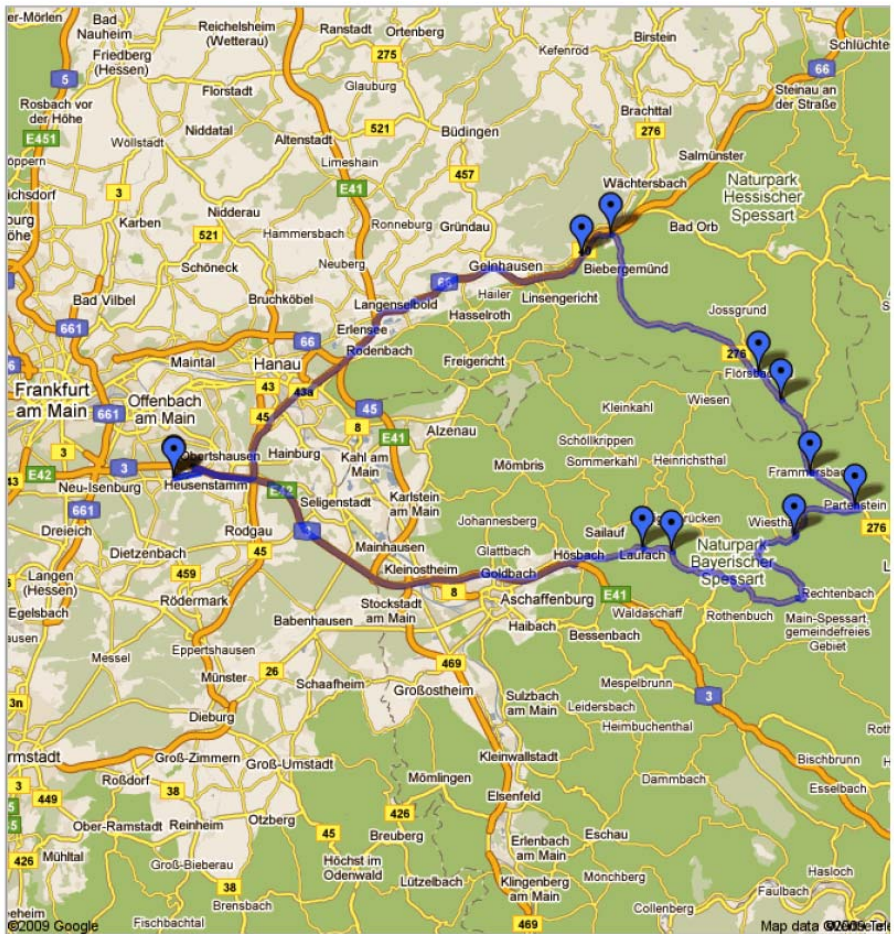 er-Mörlen
Bad
Nauheim
Reichelsheim
(Wetterau)
Ranstadt
Ortenberg
Birstein
Schlüchte
66
5
Friedberg
(Hessen)
275
Kefenrod
Steinau an
der Straße
Rosbach vor
der Höhe
Florstadt
Glauburg
Brachttal
E451
Wöllstadt
Niddatal
Altenstadt
521
Büdingen
276
Salmünster
Limeshain
457
E41
3
Karben
Nidderau
521
Hammersbach
Ronneburg
Gründau
Wächtersbach
Naturpark
Hessischer
Spessart
Bad Orb
Neuberg
Schöneck
Gelnhausen
Biebergemünd
66
Bad Vilbel
Bruchköbel
Langenselbold
Hailer
Linsengericht
Hasselroth
Jossgrund
661
66
Erlensee
Rodenbach
Freigericht
276
Maintal
Hanau
43
43a
Frankfurt
am Main
Offenbach
am Main
661
45
45
8
E41
Kleinkahl
Wiesen
Alzenau
Schöllkrippen
Obertshausen
Hainburg
Kahl am
Main
Mömbris
Sommerkahl
Heinrichsthal
3
3
E42
43
Neu-Isenburg
Heusenstamm
E42
Seligenstadt
Karlstein
am Main
Partenstein
661
Dreieich
Rodgau
3
Johannesberg
Sailauf
276
Dietzenbach
45
Mainhausen
Glattbach
Hösbach
Laufach
Naturpark
Bayerischer
Spessart
459
Kleinostheim
Goldbach
Langen
(Hessen)
Rödermark
8
Aschaffenburg
E41
Waldaschaff
Rechtenbach
Rothenbuch
Stockstadt
am Main
Egelsbach
Babenhausen
Haibach
Bessenbach
Main-Spessart,
gemeindefreies
Gebiet
Eppertshausen
Messel
469
26
Schaafheim
Münster
Großostheim
Mespelbrunn
3
3n
Sulzbach
am Main
Leidersbach
Dieburg
Heimbuchenthal
Groß-Zimmern
Groß-Umstadt
Kleinwallstadt
Bischbrunn
3
Roßdorf
Mömlingen
Dammbach
Esselbach
38
Elsenfeld
449
426
Ober-Ramstadt
Reinheim
Otzberg
45
Breuberg
Eschau
Erlenbach
am Main
426
Mühltal
Groß-Bieberau
Höchst im
Odenwald
Lützelbach
Mönchberg
Hasloch
Klingenberg
am Main
Faulbach
38
Brensbach
Collenberg
Fischbachtal
469
©2009 Google
Map data